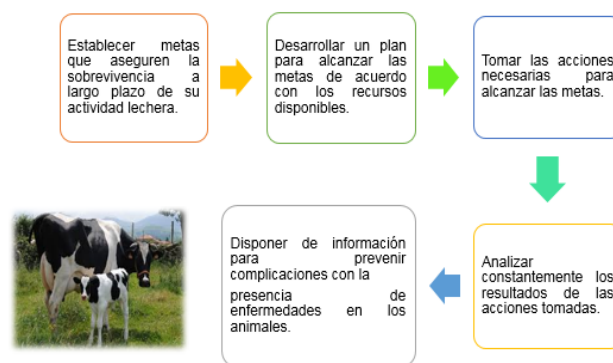 Establecer metas
que aseguren la
sobrevivencia a
largo plazo de su
actividad lechera.
Desarrollar un plan
para alcanzar las
metas de acuerdo
con los recursos
disponibles.
Tomar las acciones
necesarias para
alcanzar las metas.
Analizar
constantemente los
resultados de las
acciones tomadas.
Disponer de información
para prevenir
complicaciones con la
presencia de
enfermedades en los
animales.